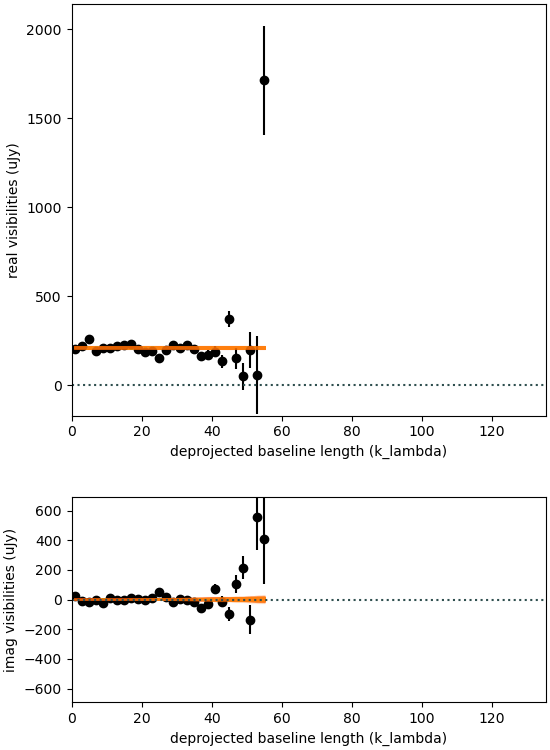 2000
1500
1000
500
0
real visibilities (uJy)
0 20 40 60 80 100 120
deprojected baseline length (k_lambda)
600
400
200
0
−200
−400
−600
imag visibilities (uJy)
0 20 40 60 80 100 120
deprojected baseline length (k_lambda)